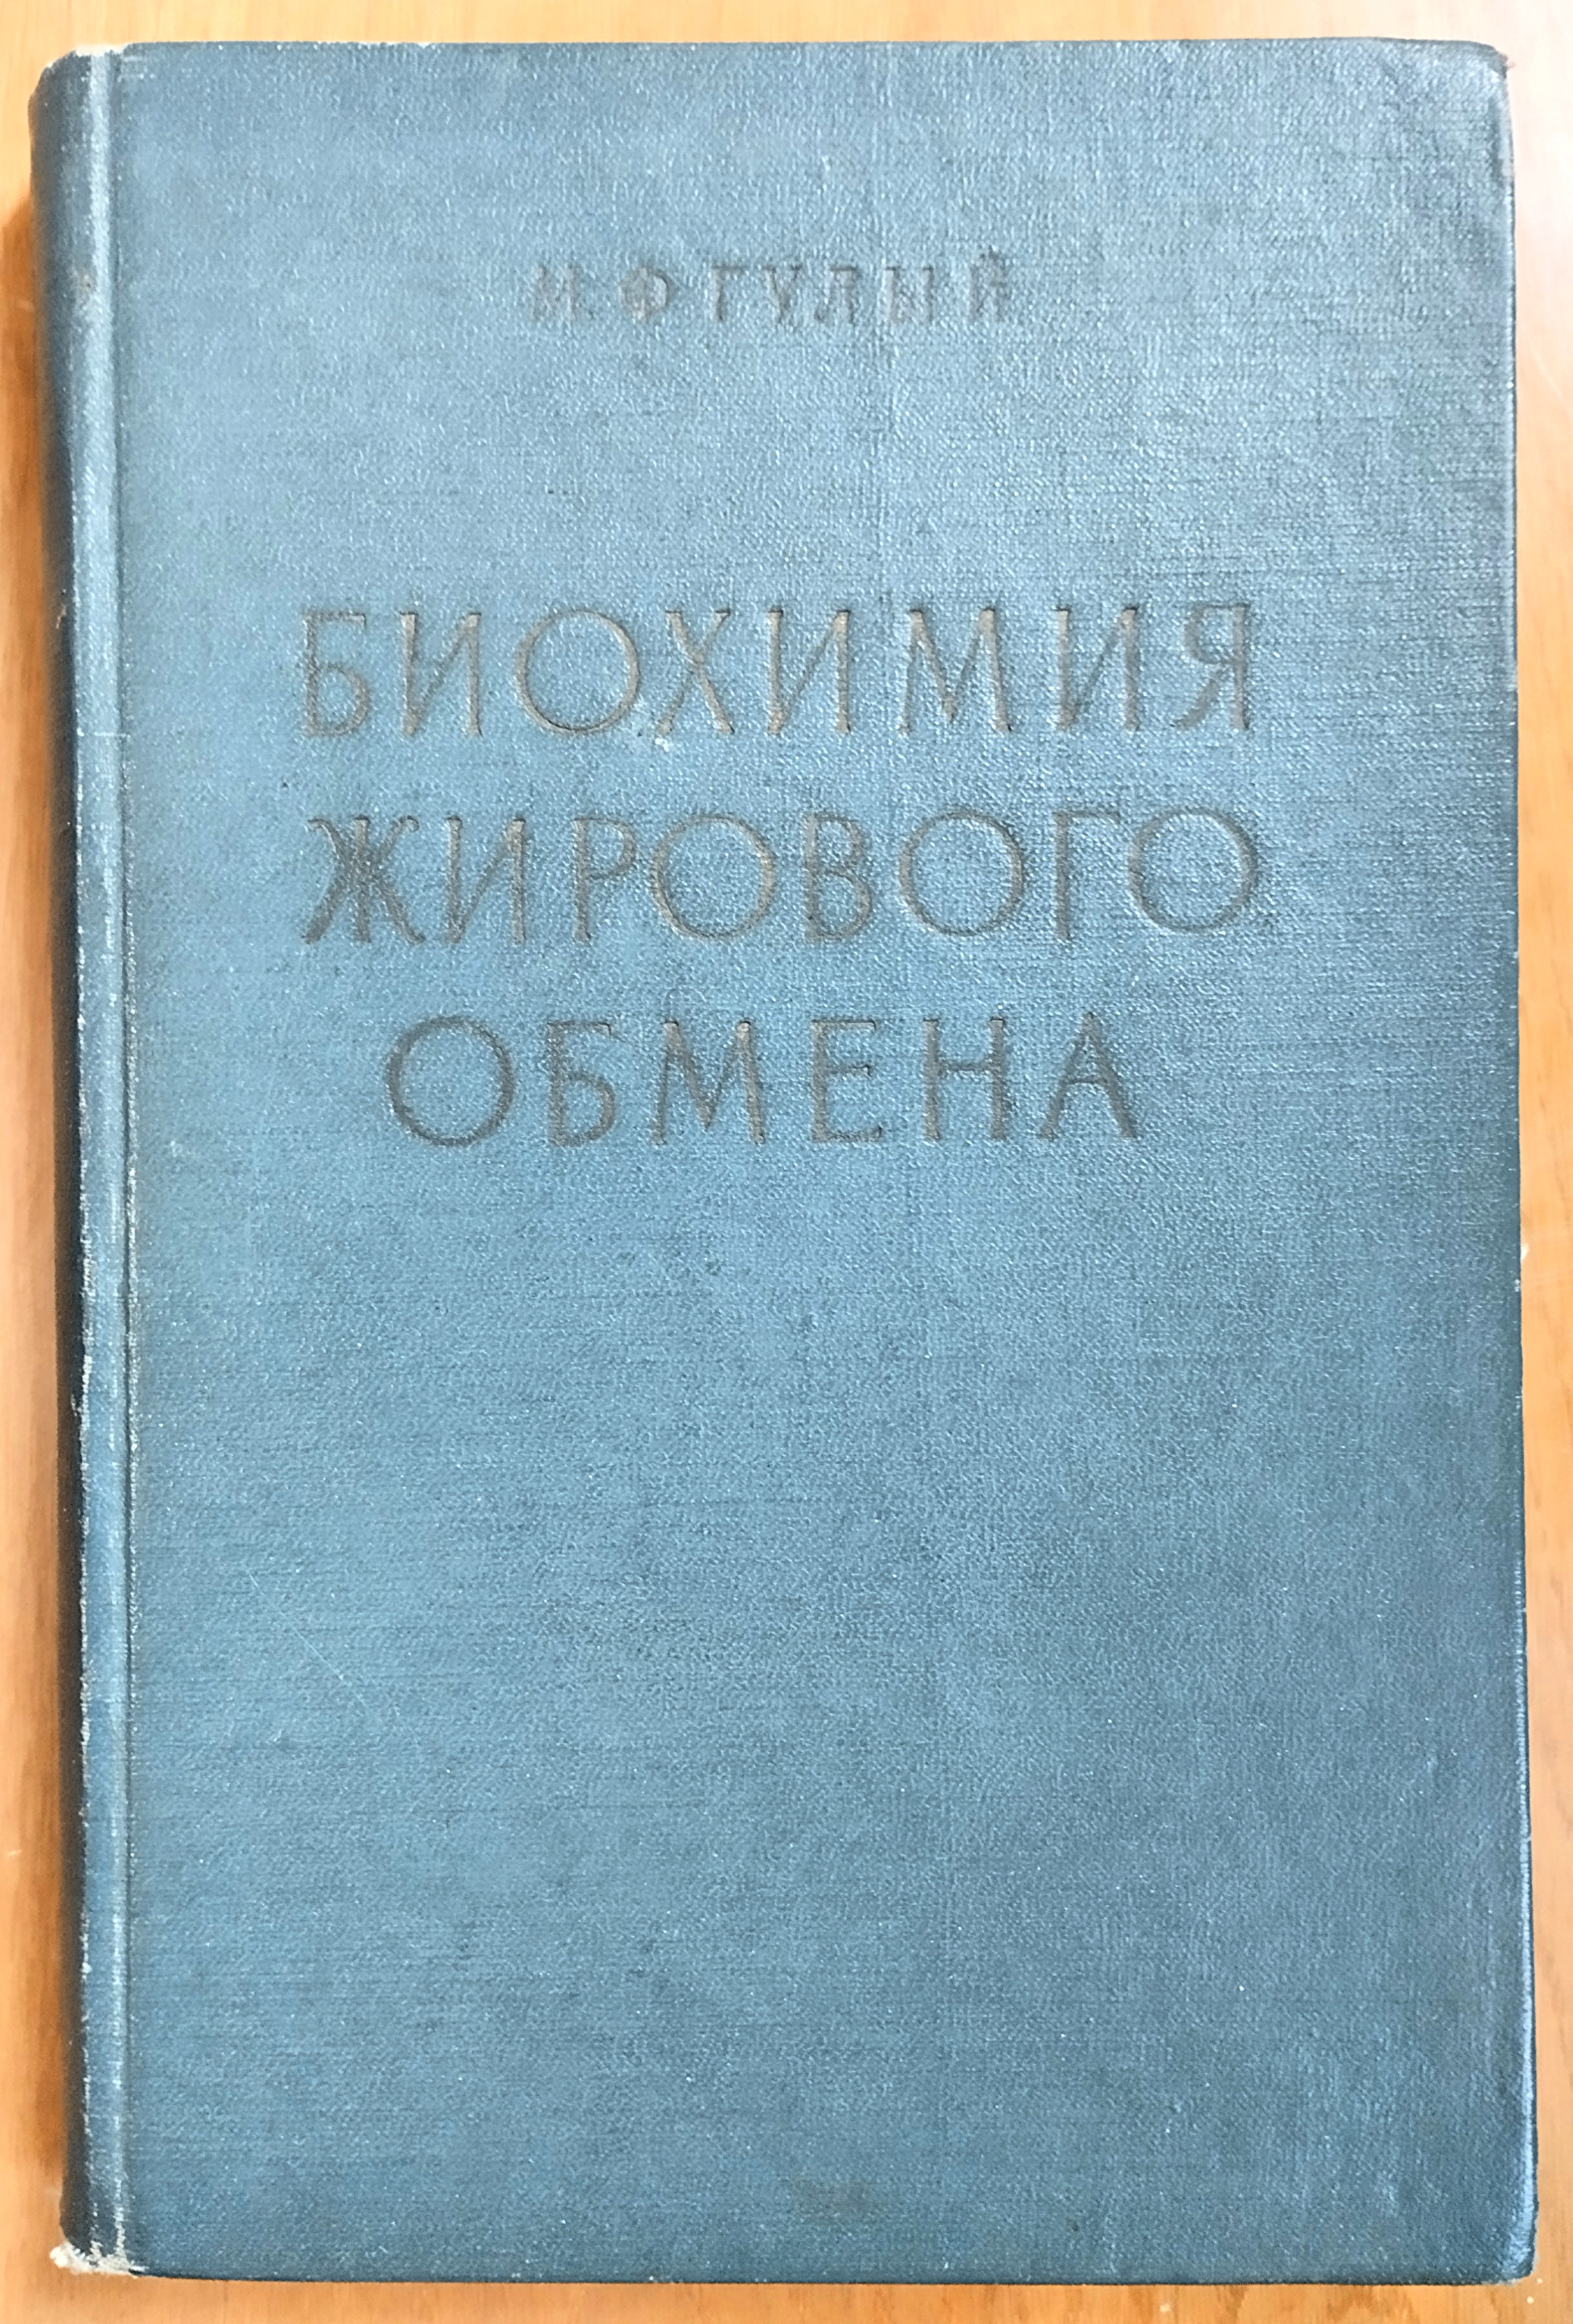 М. Ф ГУЛЫЙ
БИОХИМИЯ
ЖИРОВОГО
ОБМЕНА